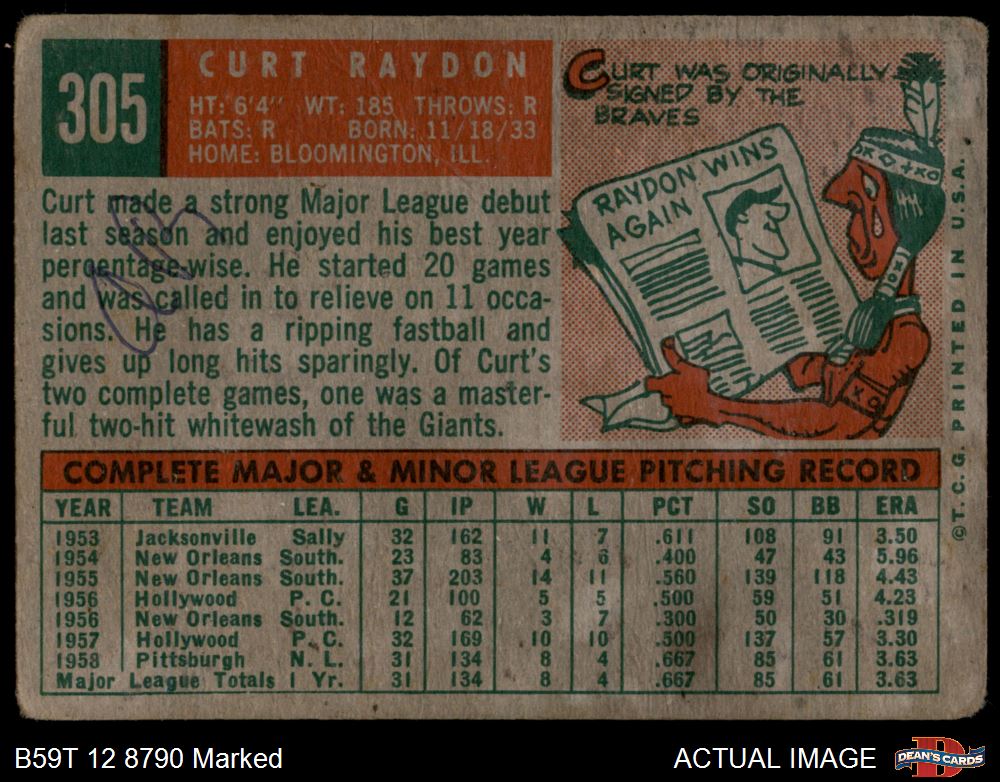 305
CURT RAYDON
HT: 6'4" WT: 185 THROWS: R
BATS: R BORN: 11/18/33
HOME: BLOOMINGTON, ILL.
CURT WAS ORIGINALLY
SIGNED BY THE
BRAVES
RAYDON WINS
AGAIN
Curt made a strong Major League debut
last season and enjoyed his best year
percentage-wise. He started 20 games
and was called in to relieve on 11 occa-
sions. He has a ripping fastball and
gives up long hits sparingly. Of Curt's
two complete games, one was a master-
ful two-hit whitewash of the Giants.
COMPLETE MAJOR & MINOR LEAGUE PITCHING RECORD
YEAR TEAM LEA. G IP W L PCT SO BB ERA
1953 Jacksonville Sally 32 162 11 7 .611 108 91 3.50
1954 New Orleans South. 23 83 4 6 .400 47 43 5.96
1955 New Orleans South. 37 203 14 11 .560 139 118 4.43
1956 Hollywood P. C. 21 100 5 5 .500 59 51 4.23
1956 New Orleans South. 12 62 3 7 .300 50 30 .319
1957 Hollywood P. C. 32 169 10 10 .500 137 57 3.30
1958 Pittsburgh N. L. 31 134 8 4 .667 85 61 3.63
Major League Totals 1 Yr. 31 134 8 4 .667 85 61 3.63
©T.C.G. PRINTED IN U.S.A.
B59T 12 8790 Marked
ACTUAL IMAGE
DEAN'S CARDS